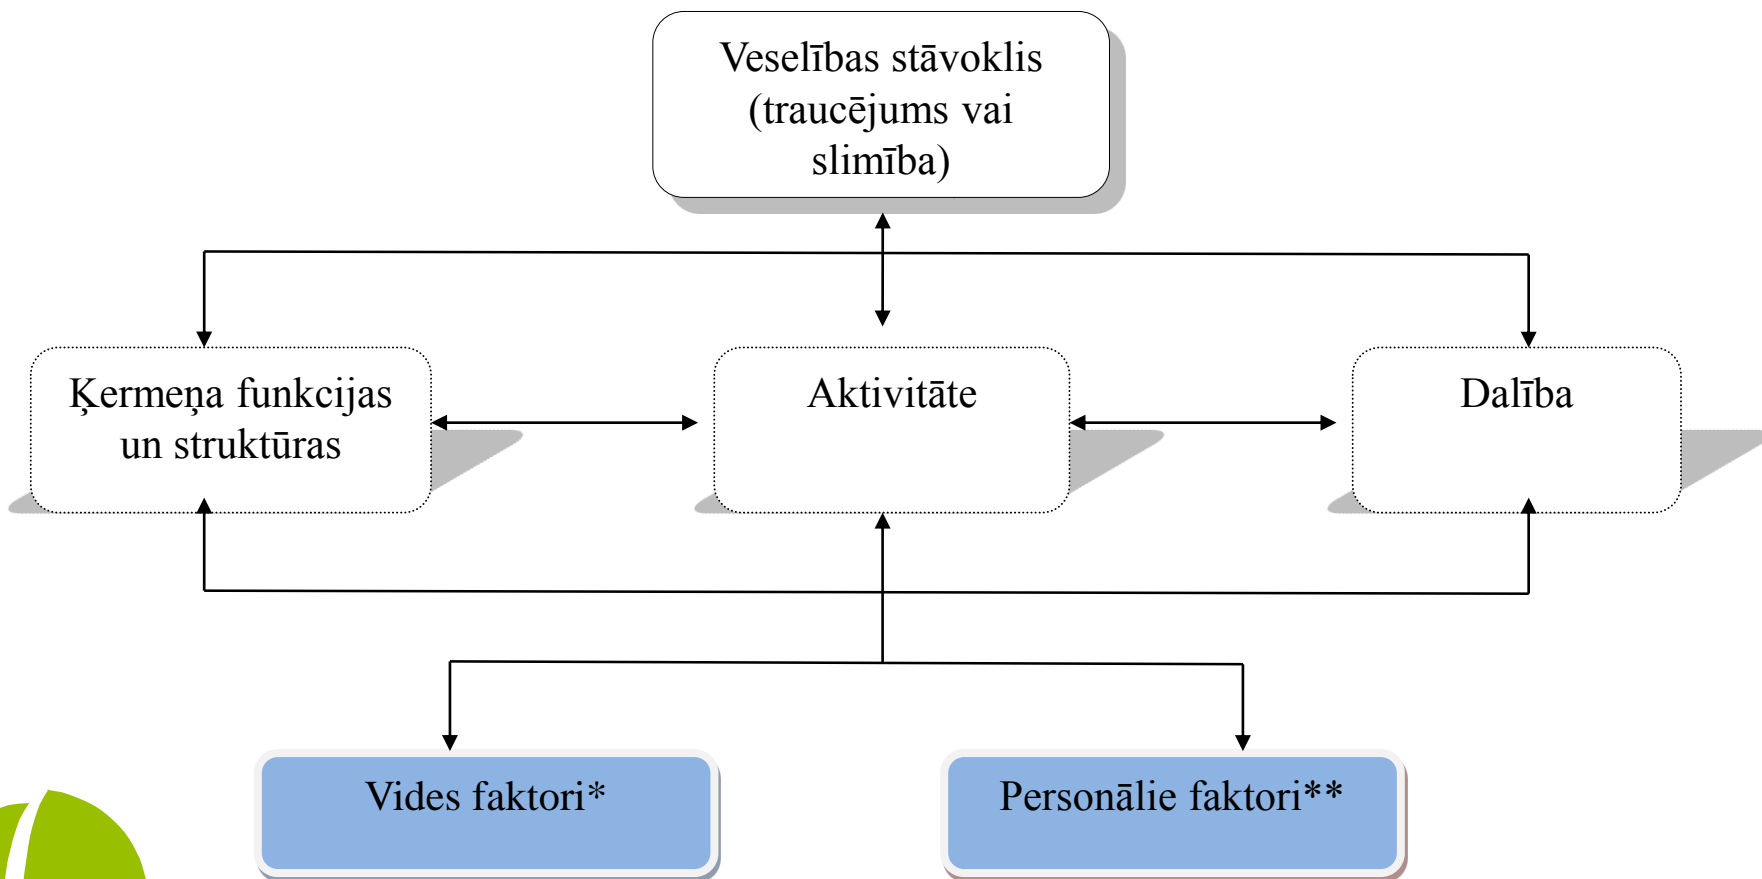 Veselības stāvoklis
(traucējums vai
slimība)
Ķermeņa funkcijas
un struktūras
Aktivitāte
Dalība
Vides faktori*
Personālie faktori**